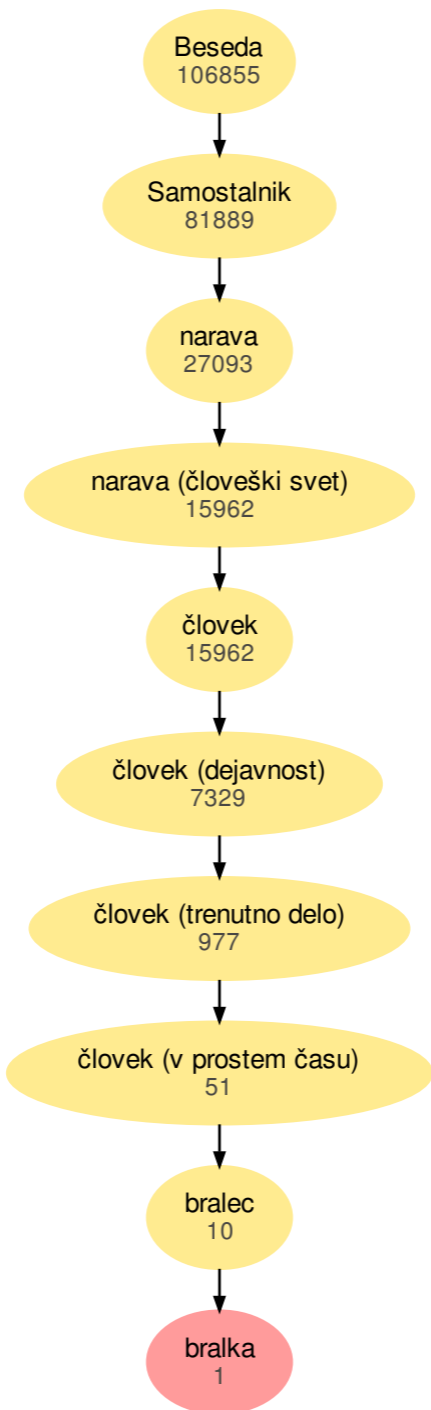 Beseda
106855
Samostalnik
81889
narava
27093
narava (človeški svet)
15962
človek
15962
človek (dejavnost)
7329
človek (trenutno delo)
977
človek (v prostem času)
51
bralec
10
bralka
1